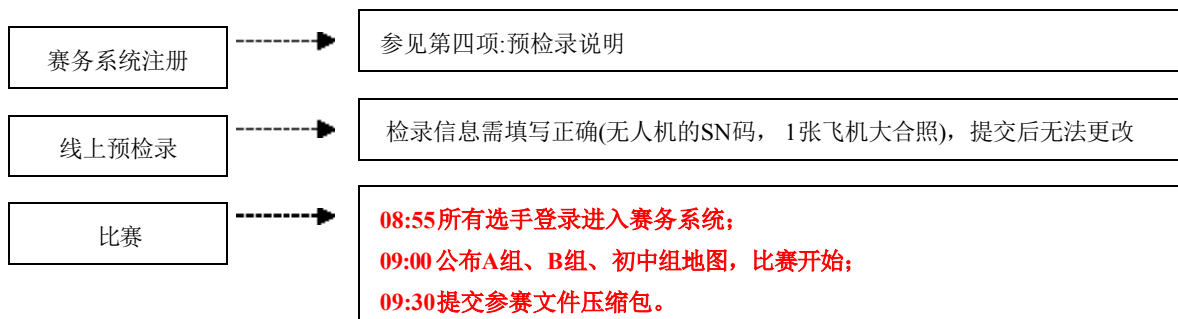 赛务系统注册
参见第四项:预检录说明
线上预检录
检录信息需填写正确(无人机的SN码， 1张飞机大合照)，提交后无法更改
比赛
08:55所有选手登录进入赛务系统；
09:00 公布A组、B组、初中组地图，比赛开始；
09:30提交参赛文件压缩包。